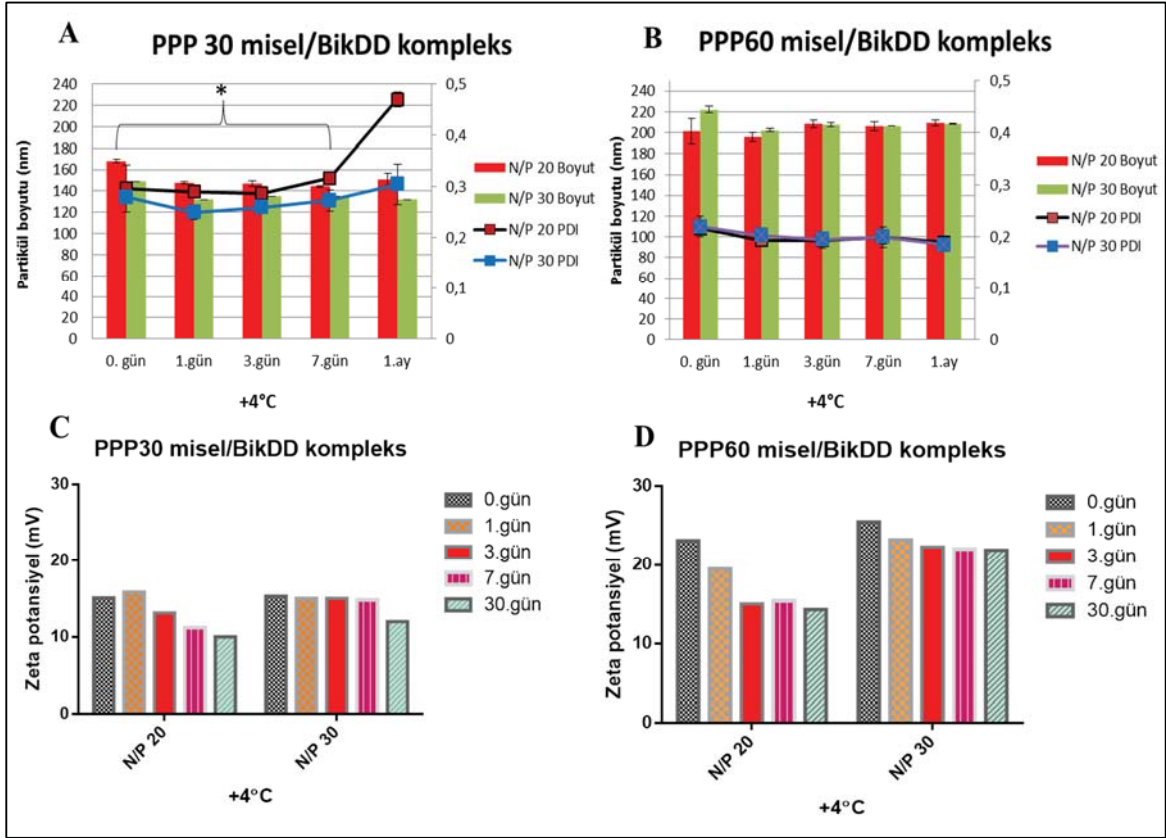 A
PPP 30 misel/BikDD kompleks
*
Partikül boyutu (nm)
240
220
200
180
160
140
120
100
80
60
40
20
0
0,5
0,4
0,3
0,2
0,1
0
0. gün
1.gün
3.gün
7.gün
1.ay
+4°C
N/P 20 Boyut
N/P 30 Boyut
N/P 20 PDI
N/P 30 PDI
B
PPP60 misel/BikDD kompleks
Partikül boyutu (nm)
240
220
200
180
160
140
120
100
80
60
40
20
0
0,5
0,4
0,3
0,2
0,1
0
0. gün
1.gün
3.gün
7.gün
1.ay
+4°C
N/P 20 Boyut
N/P 30 Boyut
N/P 20 PDI
N/P 30 PDI
C
PPP30 misel/BikDD kompleks
Zeta potansiyel (mV)
30
20
10
0
N/P 20
N/P 30
+4°C
0.gün
1.gün
3.gün
7.gün
30.gün
D
PPP60 misel/BikDD kompleks
Zeta potansiyel (mV)
30
20
10
0
N/P 20
N/P 30
+4°C
0.gün
1.gün
3.gün
7.gün
30.gün